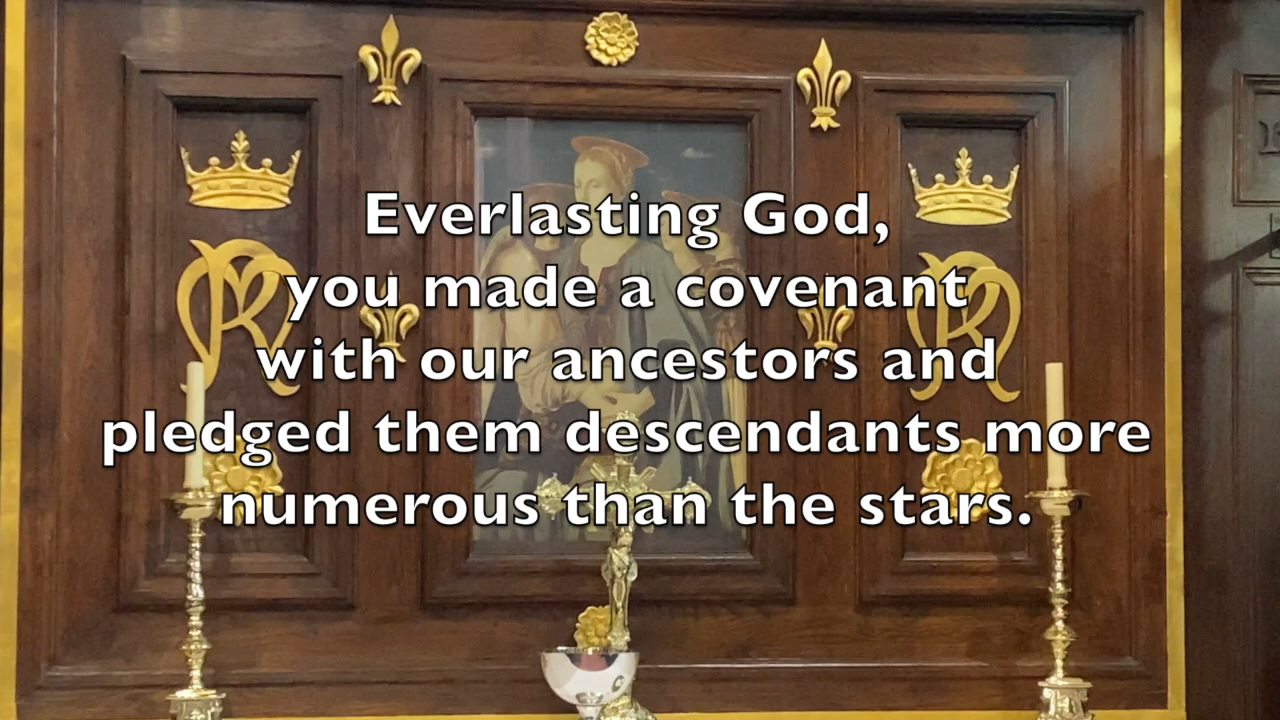 Everlasting God,
you made a covenant
with our ancestors and
pledged them descendants more
numerous than the stars.